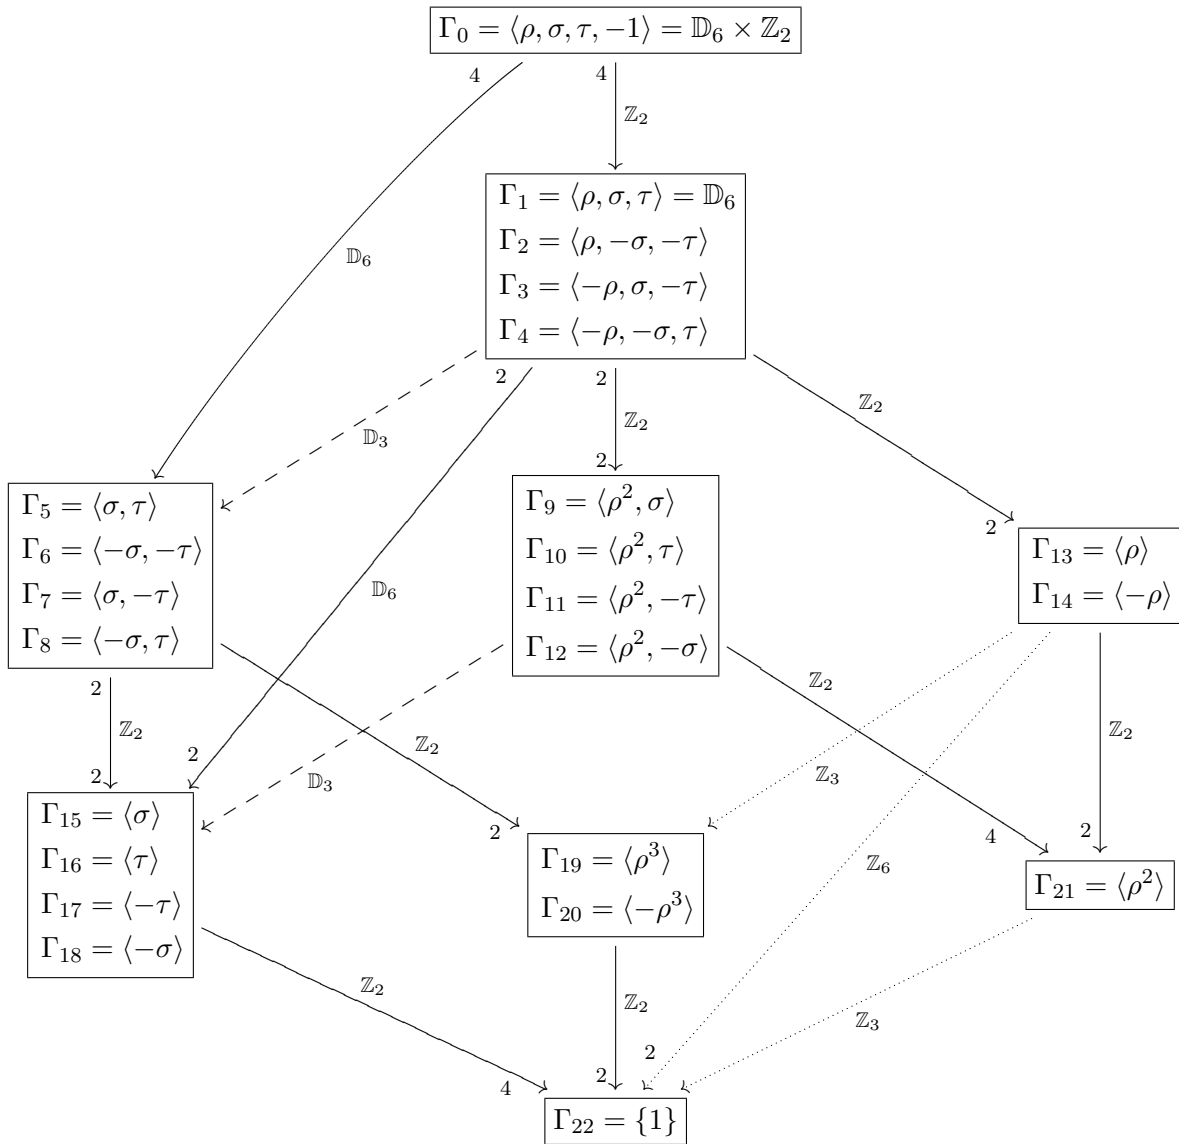 Γ₀ = ⟨ρ, σ, τ, −1⟩ = 𝔻₆ × ℤ₂
4
4
ℤ₂
Γ₁ = ⟨ρ, σ, τ⟩ = 𝔻₆
Γ₂ = ⟨ρ, −σ, −τ⟩
𝔻₆
Γ₃ = ⟨−ρ, σ, −τ⟩
Γ₄ = ⟨−ρ, −σ, τ⟩
2
2
ℤ₂
𝔻₃
ℤ₂
2
2
Γ₅ = ⟨σ, τ⟩
Γ₆ = ⟨−σ, −τ⟩
Γ₇ = ⟨σ, −τ⟩
Γ₈ = ⟨−σ, τ⟩
𝔻₆
Γ₉ = ⟨ρ², σ⟩
Γ₁₀ = ⟨ρ², τ⟩
Γ₁₁ = ⟨ρ², −τ⟩
Γ₁₂ = ⟨ρ², −σ⟩
Γ₁₃ = ⟨ρ⟩
Γ₁₄ = ⟨−ρ⟩
2
ℤ₂
2
2
ℤ₂
𝔻₃
ℤ₂
ℤ₃
ℤ₂
2
4
2
ℤ₆
Γ₁₅ = ⟨σ⟩
Γ₁₆ = ⟨τ⟩
Γ₁₇ = ⟨−τ⟩
Γ₁₈ = ⟨−σ⟩
Γ₁₉ = ⟨ρ³⟩
Γ₂₀ = ⟨−ρ³⟩
Γ₂₁ = ⟨ρ²⟩
ℤ₂
ℤ₂
ℤ₃
4
2
2
Γ₂₂ = {1}